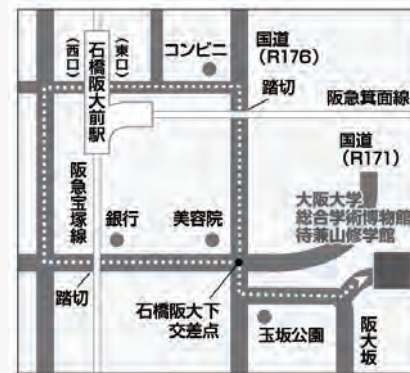 石橋阪大前駅
（西口）
（東口）
コンビニ
国道
（R176）
踏切
阪急箕面線
国道
（R171）
阪急宝塚線
銀行
美容院
大阪大学
総合学術博物館
待兼山修学館
踏切
石橋阪大下
交差点
玉坂公園
阪大坂